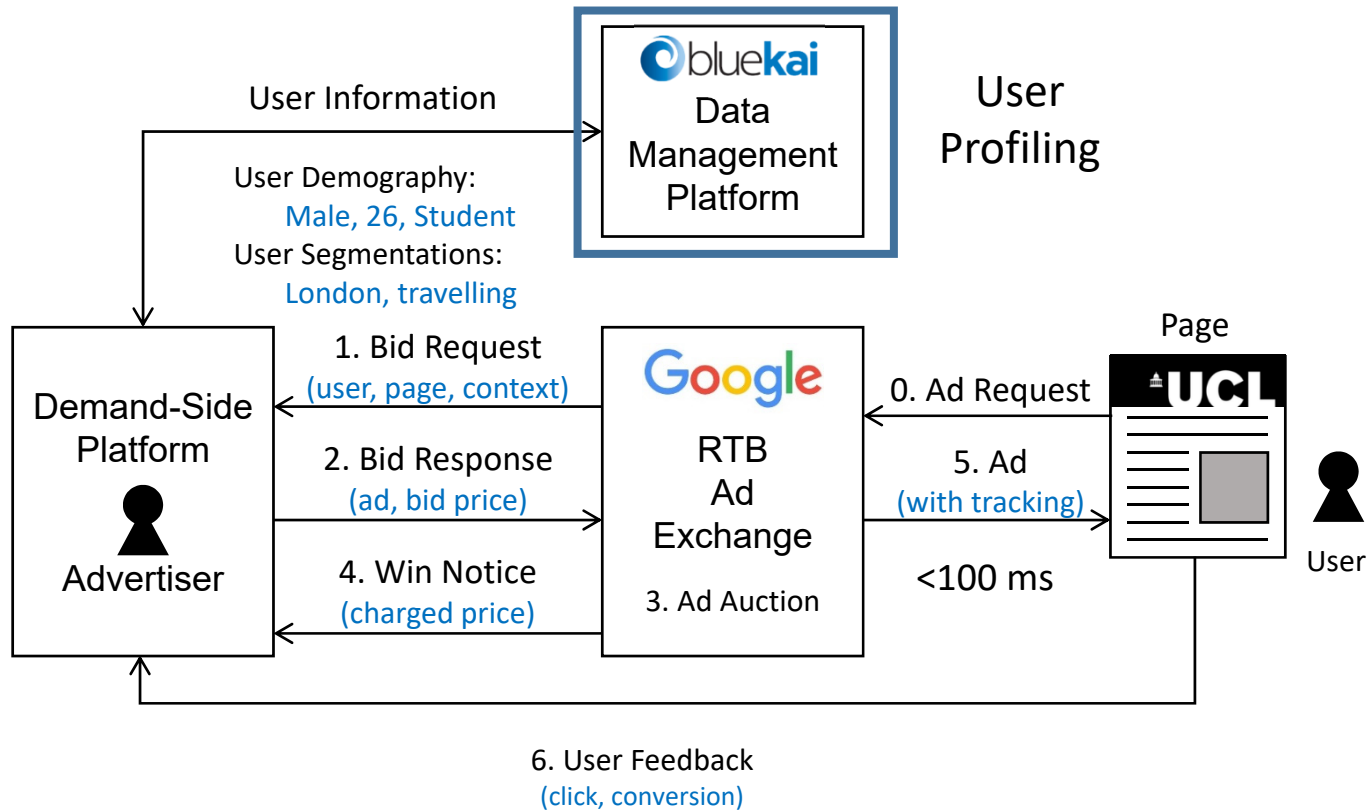 bluekai
Data
Management
Platform
User
Profiling
User Information
User Demography:
Male, 26, Student
User Segmentations:
London, travelling
Demand-Side
Platform
Advertiser
1. Bid Request
(user, page, context)
2. Bid Response
(ad, bid price)
4. Win Notice
(charged price)
Google
RTB
Ad
Exchange
3. Ad Auction
0. Ad Request
5. Ad
(with tracking)
<100 ms
Page
UCL
User
6. User Feedback
(click, conversion)